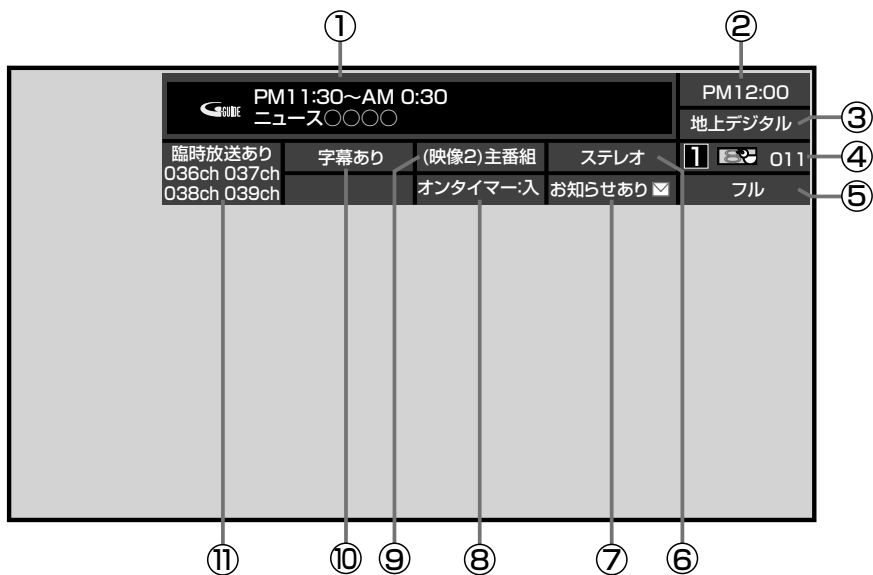 ① ②
PM11:30～AM 0:30
G GUIDE
ニュース○○○○
PM12:00
地上デジタル ③
臨時放送あり
036ch 037ch
038ch 039ch
字幕あり
(映像2)主番組
ステレオ
1 011 ④
オンタイマー:入
お知らせあり
フル ⑤
⑪ ⑩ ⑨ ⑧ ⑦ ⑥